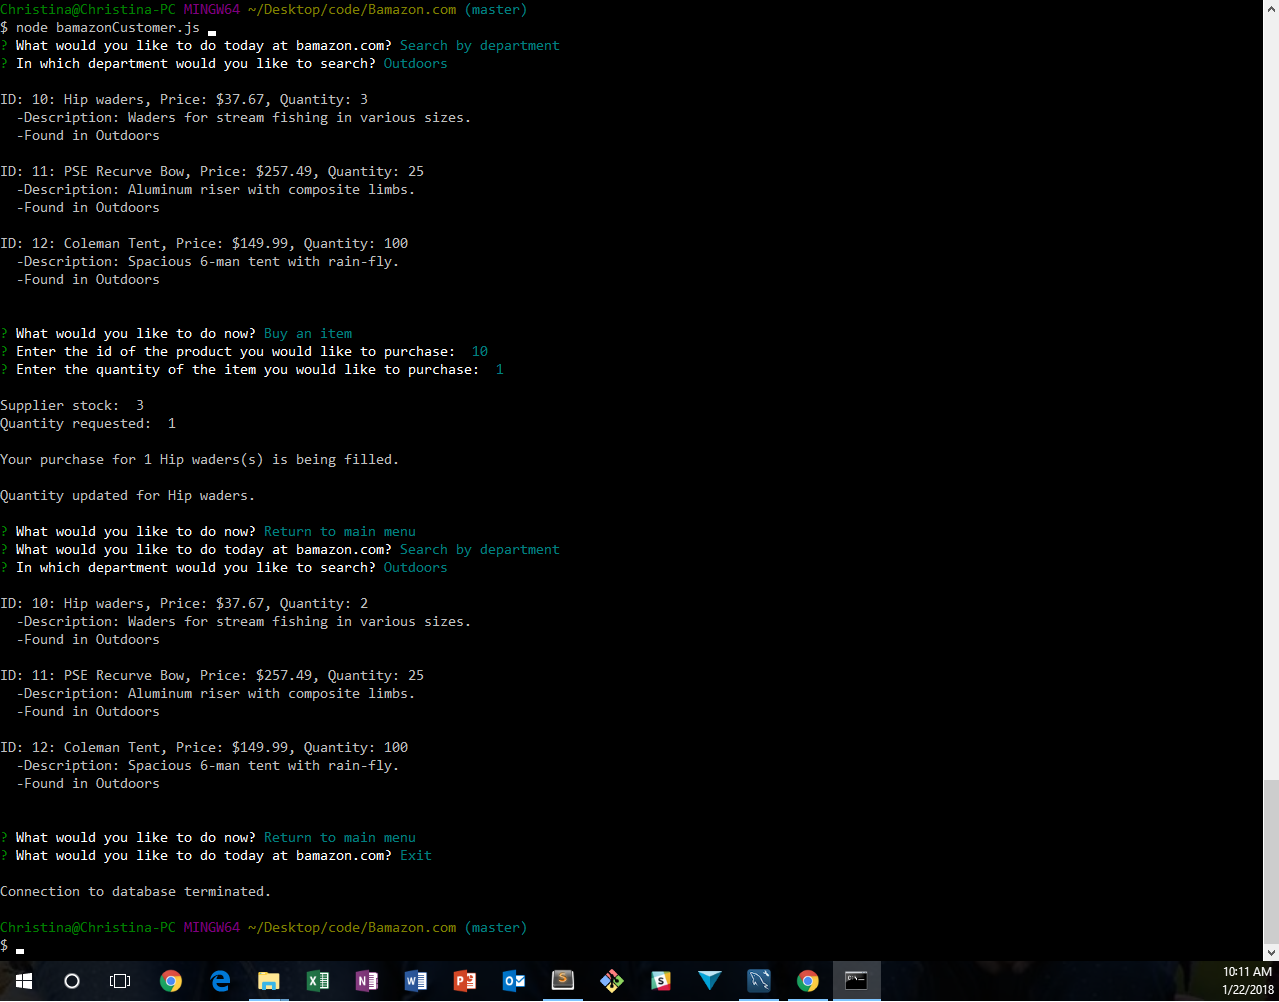 Christina@Christina-PC MINGW64 ~/Desktop/code/Bamazon.com (master)
$ node bamazonCustomer.js
? What would you like to do today at bamazon.com? Search by department
? In which department would you like to search? Outdoors
ID: 10: Hip waders, Price: $37.67, Quantity: 3
-Description: Waders for stream fishing in various sizes.
-Found in Outdoors
ID: 11: PSE Recurve Bow, Price: $257.49, Quantity: 25
-Description: Aluminum riser with composite limbs.
-Found in Outdoors
ID: 12: Coleman Tent, Price: $149.99, Quantity: 100
-Description: Spacious 6-man tent with rain-fly.
-Found in Outdoors
? What would you like to do now? Buy an item
? Enter the id of the product you would like to purchase:  10
? Enter the quantity of the item you would like to purchase:  1
Supplier stock:  3
Quantity requested:  1
Your purchase for 1 Hip waders(s) is being filled.
Quantity updated for Hip waders.
? What would you like to do now? Return to main menu
? What would you like to do today at bamazon.com? Search by department
? In which department would you like to search? Outdoors
ID: 10: Hip waders, Price: $37.67, Quantity: 2
-Description: Waders for stream fishing in various sizes.
-Found in Outdoors
ID: 11: PSE Recurve Bow, Price: $257.49, Quantity: 25
-Description: Aluminum riser with composite limbs.
-Found in Outdoors
ID: 12: Coleman Tent, Price: $149.99, Quantity: 100
-Description: Spacious 6-man tent with rain-fly.
-Found in Outdoors
? What would you like to do now? Return to main menu
? What would you like to do today at bamazon.com? Exit
Connection to database terminated.
Christina@Christina-PC MINGW64 ~/Desktop/code/Bamazon.com (master)
$
10:11 AM
1/22/2018